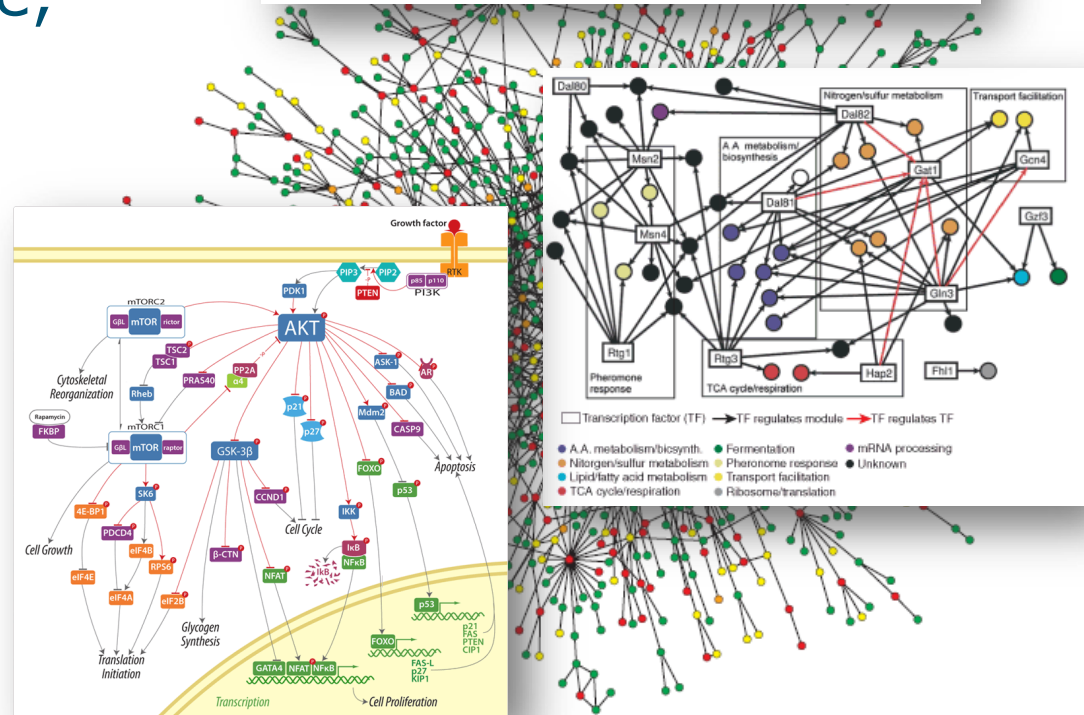 e,
Growth factor
RTK
PIP3
PIP2
PTEN
p85
p110
PI3K
PDK1
mTORC2
GβL
mTOR
rictor
AKT
TSC2
TSC1
PRAS40
PP2A
α4
ASK-1
AR
BAD
Mdm2
CASP9
Cytoskeletal
Reorganization
Rheb
Rapamycin
FKBP
mTORC1
GβL
mTOR
raptor
p21
p27
GSK-3β
FOXO
Apoptosis
p53
SK6
4E-BP1
PDCD4
eIF4B
RPS6
CCND1
IKK
Cell Cycle
Cell Growth
β-CTN
IκB
NFκB
IκB
eIF4E
eIF4A
eIF2B
NFAT
Glycogen
Synthesis
Translation
Initiation
p53
p21
FAS
PTEN
CIP1
FOXO
FAS-L
p27
KIP1
GATA4
NFAT
NFκB
Transcription
Cell Proliferation
Dal80
Nitrogen/sulfur metabolism
Transport facilitation
Dal82
A.A. metabolism/
biosynthesis
Msn2
Gat1
Gcn4
Dal81
Gzf3
Msn4
Gln3
Rtg1
Rtg3
Hap2
Fhl1
Pheromone
response
TCA cycle/respiration
Transcription factor (TF)
TF regulates module
TF regulates TF
A.A. metabolism/biosynth.
Fermentation
mRNA processing
Nitorgen/sulfur metabolism
Pheronome response
Unknown
Lipid/fatty acid metabolism
Transport facilitation
TCA cycle/respiration
Ribosome/translation